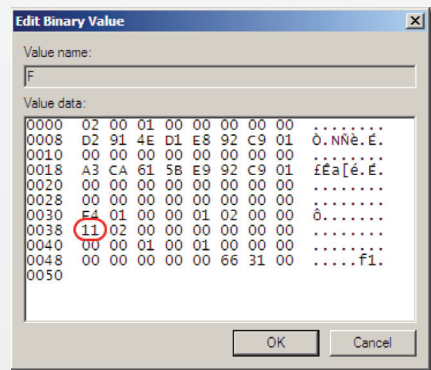 Edit Binary Value
Value name:
F
Value data:
0000 02 00 01 00 00 00 00 00 ........
0008 D2 91 4E D1 E8 92 C9 01 Ò.NÑè.É.
0010 00 00 00 00 00 00 00 00 ........
0018 A3 CA 61 5B E9 92 C9 01 £Êa[é.É.
0020 00 00 00 00 00 00 00 00 ........
0028 00 00 00 00 00 00 00 00 ........
0030 F4 01 00 00 01 02 00 00 ô.......
0038 11 02 00 00 00 00 00 00 ........
0040 00 00 01 00 01 00 00 00 ........
0048 00 00 00 00 00 66 31 00 .....f1.
0050
OK Cancel